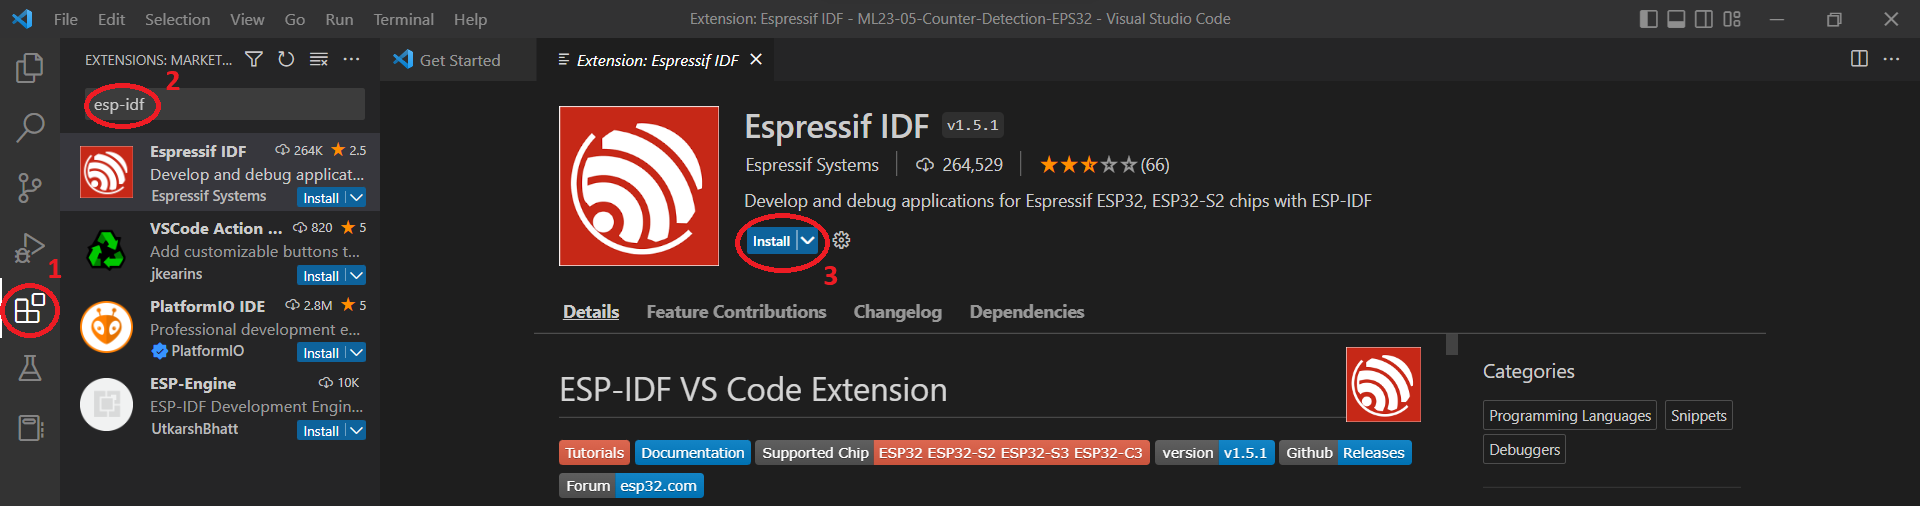 File Edit Selection View Go Run Terminal Help
Extension: Espressif IDF - ML23-05-Counter-Detection-EPS32 - Visual Studio Code
EXTENSIONS: MARKET...
2
esp-idf
Espressif IDF 264K 2.5
Develop and debug applicat...
Espressif Systems Install
VSCode Action ... 820 5
Add customizable buttons t...
jkearins Install
1
PlatformIO IDE 2.8M 5
Professional development e...
PlatformIO Install
ESP-Engine 10K
ESP-IDF Development Engin...
UtkarshBhatt Install
Get Started
Extension: Espressif IDF
Espressif IDF v1.5.1
Espressif Systems 264,529 (66)
Develop and debug applications for Espressif ESP32, ESP32-S2 chips with ESP-IDF
Install
3
Details Feature Contributions Changelog Dependencies
ESP-IDF VS Code Extension
Tutorials Documentation Supported Chip ESP32 ESP32-S2 ESP32-S3 ESP32-C3 version v1.5.1 Github Releases
Forum esp32.com
Categories
Programming Languages Snippets
Debuggers